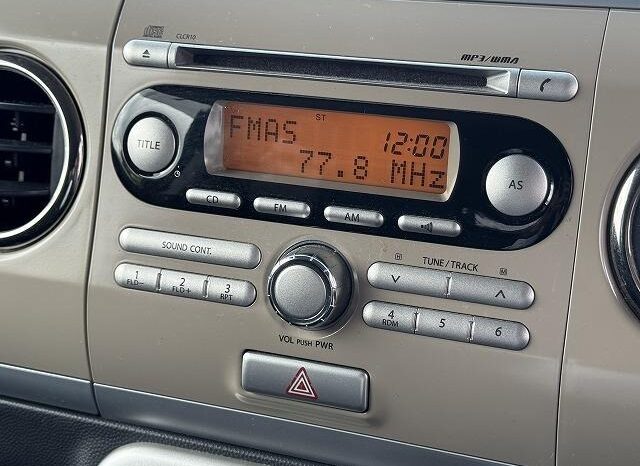 CLCR10
MP3/WMA
ST
FMAS 12:00
77.8 MHz
TITLE
AS
CD
FM
AM
SOUND CONT.
TUNE/TRACK
H
M
1
FLD−
2
FLD+
3
RPT
4
RDM
5
6
VOL PUSH PWR